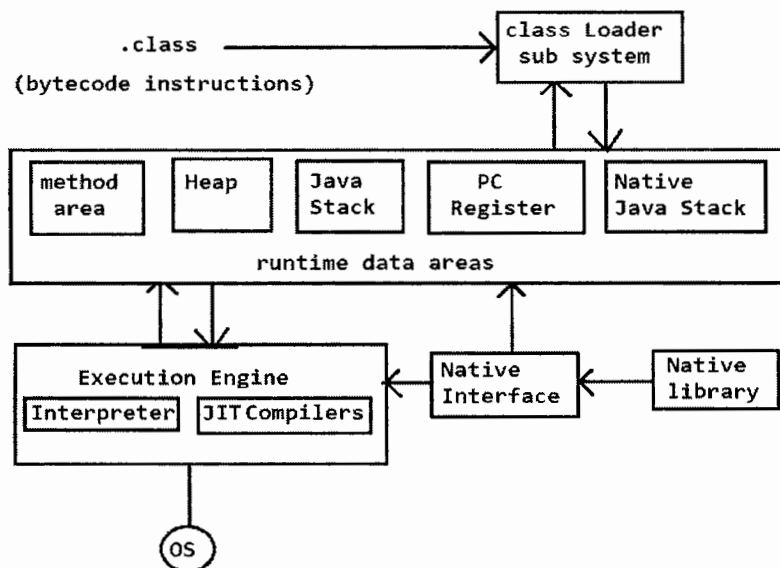 .class
(bytecode instructions)
class Loader
sub system
method
area
Heap
Java
Stack
PC
Register
Native
Java Stack
runtime data areas
Execution Engine
Interpreter
JIT Compilers
Native
Interface
Native
library
OS